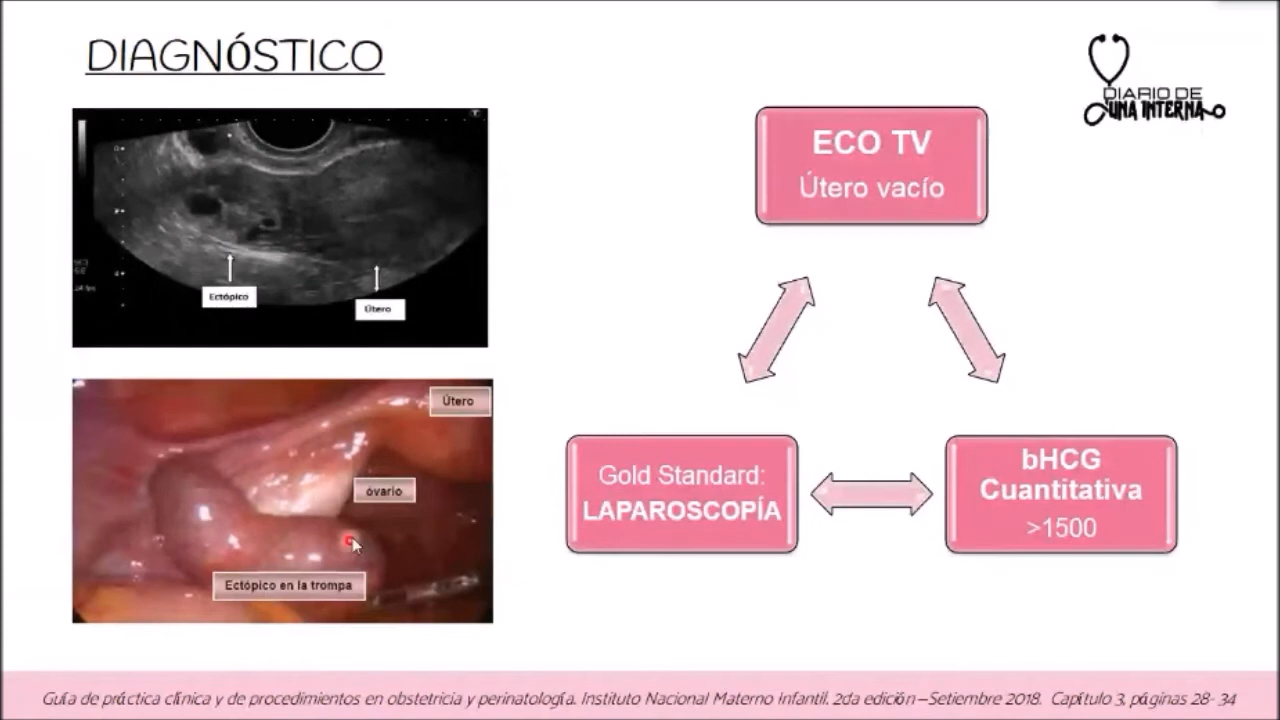 DIAGNÓSTICO
DIARIO DE
UNA INTERNA
Ectópico
Útero
Útero
ovario
Ectópico en la trompa
ECO TV
Útero vacío
Gold Standard:
LAPAROSCOPÍA
bHCG
Cuantitativa
>1500
Guía de práctica clínica y de procedimientos en obstetricia y perinatología. Instituto Nacional Materno Infantil. 2da edición –Setiembre 2018. Capítulo 3, páginas 28- 34